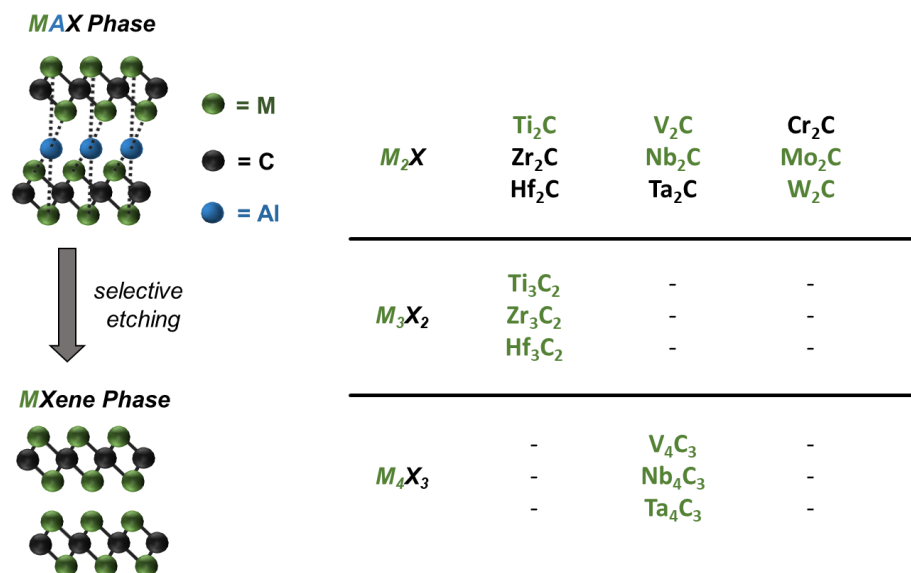 MAX Phase
= M
= C
= Al
selective
etching
MXene Phase
M₂X
Ti₂C V₂C Cr₂C
Zr₂C Nb₂C Mo₂C
Hf₂C Ta₂C W₂C
M₃X₂
Ti₃C₂ - -
Zr₃C₂ - -
Hf₃C₂ - -
M₄X₃
- V₄C₃ -
- Nb₄C₃ -
- Ta₄C₃ -